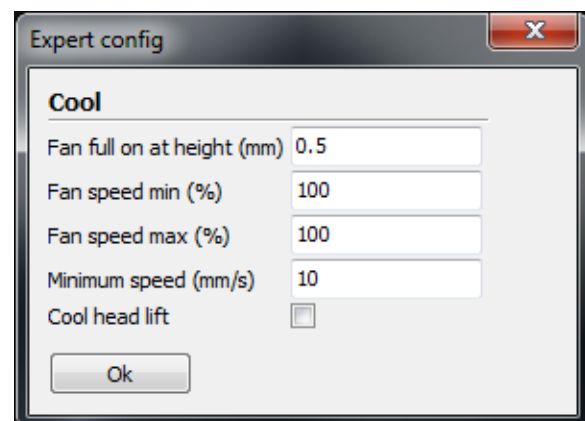 Expert config
Cool
Fan full on at height (mm) 0.5
Fan speed min (%) 100
Fan speed max (%) 100
Minimum speed (mm/s) 10
Cool head lift
Ok